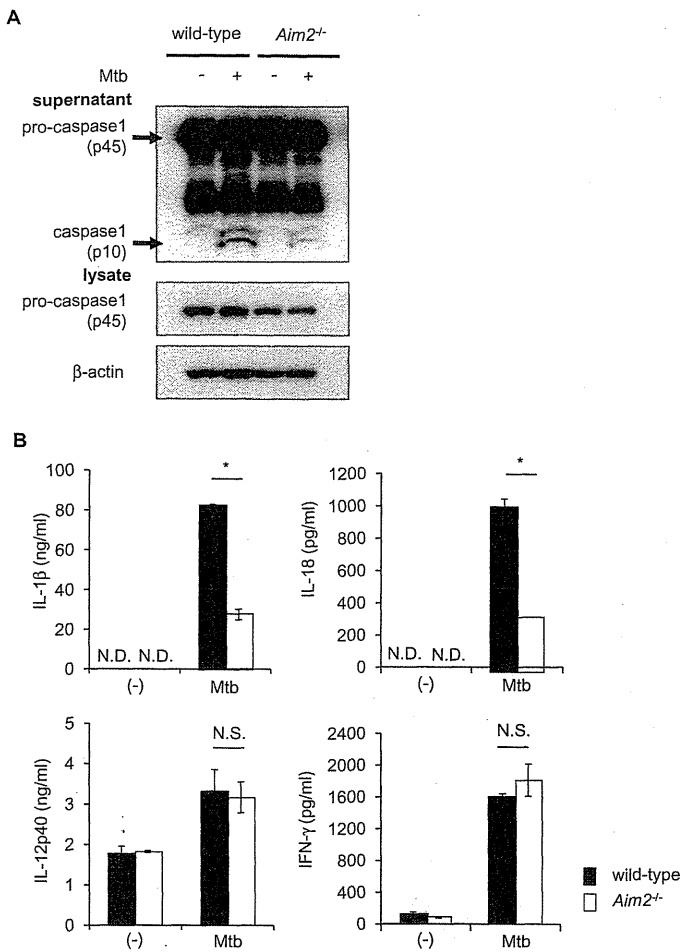 A
wild-type Aim2-/-
Mtb - + - +
supernatant
pro-caspase1
(p45)
caspase1
(p10)
lysate
pro-caspase1
(p45)
β-actin
B
IL-1β (ng/ml)
100
80
60
40
20
0
N.D. N.D.
*
(-) Mtb
IL-18 (pg/ml)
1200
1000
800
600
400
200
0
N.D. N.D.
*
(-) Mtb
IL-12p40 (ng/ml)
5
4
3
2
1
0
N.S.
(-) Mtb
IFN-γ (pg/ml)
2400
2000
1600
1200
800
400
0
N.S.
(-) Mtb
wild-type
Aim2-/-